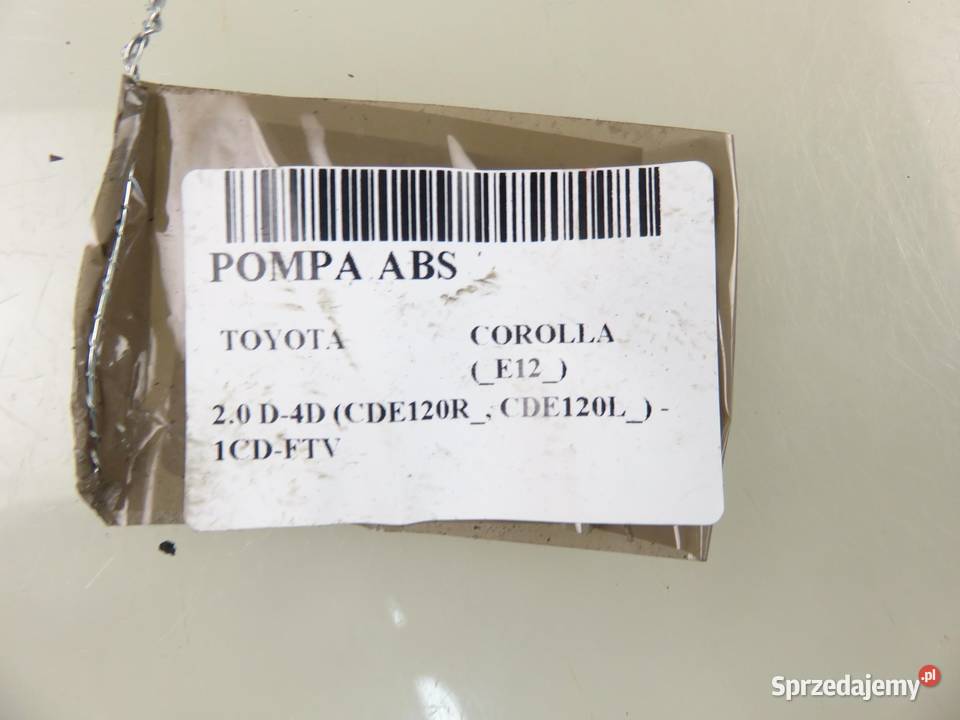 POMPA ABS
TOYOTA COROLLA
(_E12_)
2.0 D-4D (CDE120R_, CDE120L_) -
1CD-FTV
Sprzedajemy.pl